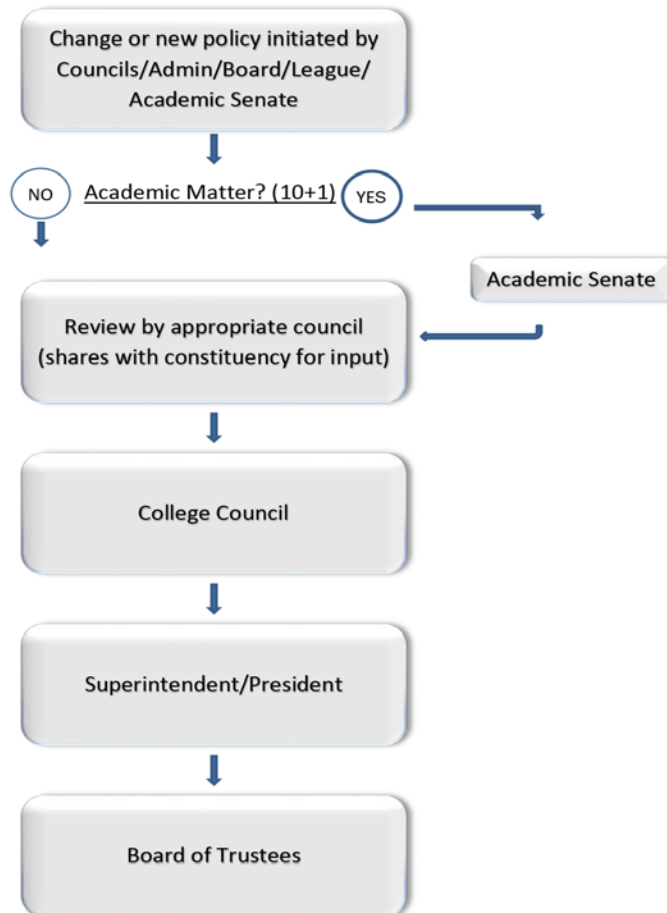 Change or new policy initiated by
Councils/Admin/Board/League/
Academic Senate
NO
Academic Matter? (10+1)
YES
Academic Senate
Review by appropriate council
(shares with constituency for input)
College Council
Superintendent/President
Board of Trustees